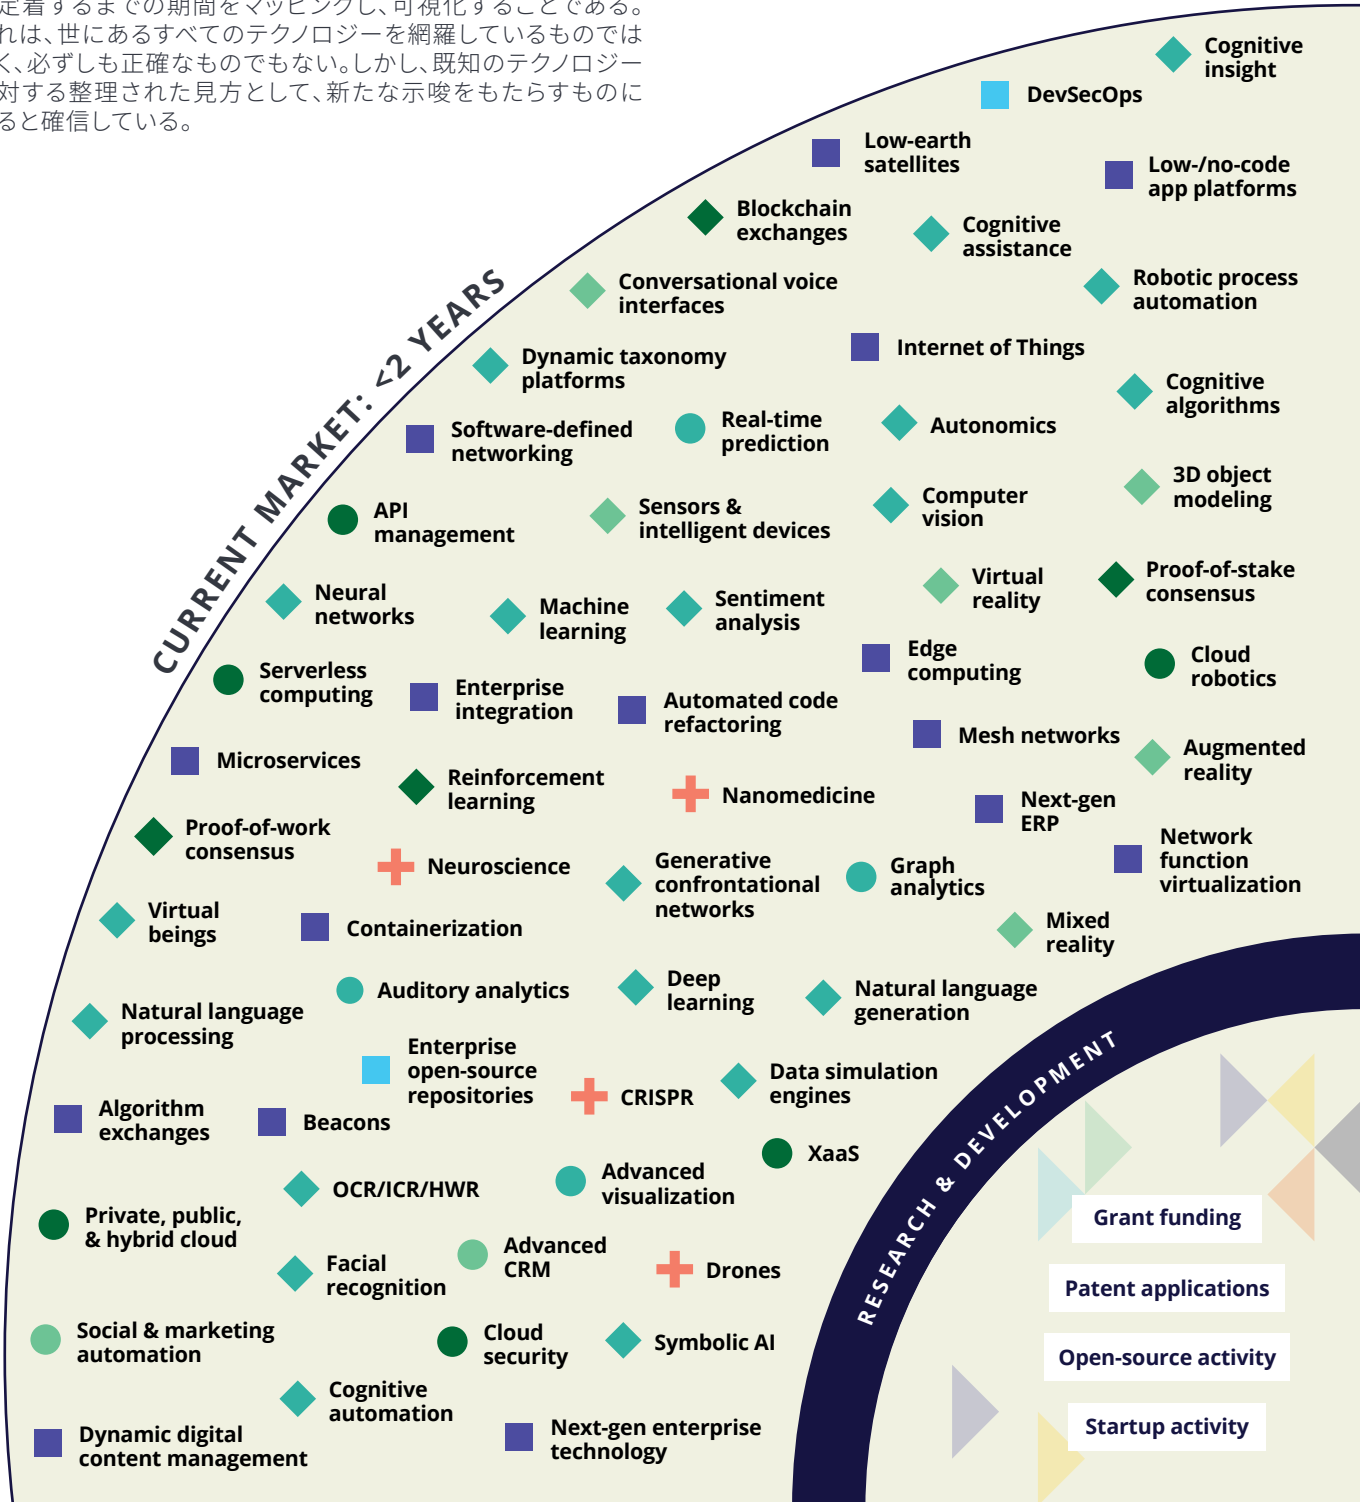 定着するまでの期間をマッピングし、可視化することである。
れは、世にあるすべてのテクノロジーを網羅しているものでは
く、必ずしも正確なものでもない。しかし、既知のテクノロジー
対する整理された見方として、新たな示唆をもたらすものに
ると確信している。
CURRENT MARKET: <2 YEARS
Cognitive
insight
DevSecOps
Low-earth
satellites
Low-/no-code
app platforms
Blockchain
exchanges
Cognitive
assistance
Conversational voice
interfaces
Robotic process
automation
Internet of Things
Dynamic taxonomy
platforms
Cognitive
algorithms
Software-defined
networking
Real-time
prediction
Autonomics
3D object
modeling
API
management
Sensors &
intelligent devices
Computer
vision
Neural
networks
Machine
learning
Sentiment
analysis
Virtual
reality
Proof-of-stake
consensus
Serverless
computing
Enterprise
integration
Automated code
refactoring
Edge
computing
Cloud
robotics
Microservices
Mesh networks
Augmented
reality
Reinforcement
learning
Nanomedicine
Next-gen
ERP
Proof-of-work
consensus
Neuroscience
Generative
confrontational
networks
Graph
analytics
Network
function
virtualization
Virtual
beings
Containerization
Mixed
reality
Auditory analytics
Deep
learning
Natural language
generation
Natural language
processing
Enterprise
open-source
repositories
CRISPR
Data simulation
engines
Algorithm
exchanges
Beacons
XaaS
OCR/ICR/HWR
Advanced
visualization
Private, public,
& hybrid cloud
Facial
recognition
Advanced
CRM
Drones
Social & marketing
automation
Cloud
security
Symbolic AI
Cognitive
automation
Dynamic digital
content management
Next-gen enterprise
technology
RESEARCH & DEVELOPMENT
Grant funding
Patent applications
Open-source activity
Startup activity